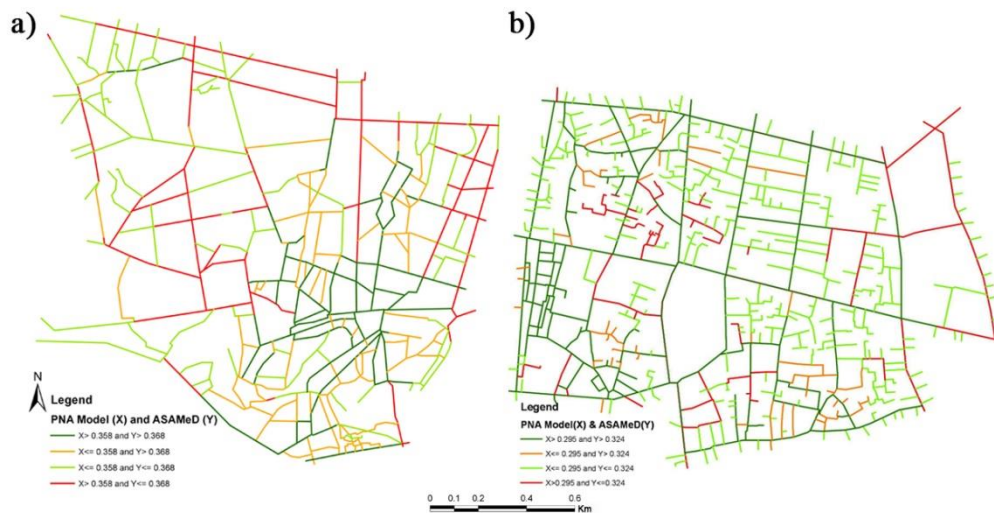 a)
b)
N
Legend
PNA Model (X) and ASAMeD (Y)
X> 0.358 and Y> 0.368
X<= 0.358 and Y> 0.368
X<= 0.358 and Y<= 0.368
X> 0.358 and Y<= 0.368
Legend
PNA Model(X) & ASAMeD(Y)
X> 0.295 and Y> 0.324
X<= 0.295 and Y> 0.324
X<= 0.295 and Y<= 0.324
X>0.295 and Y<=0.324
0 0.1 0.2 0.4 0.6
Km